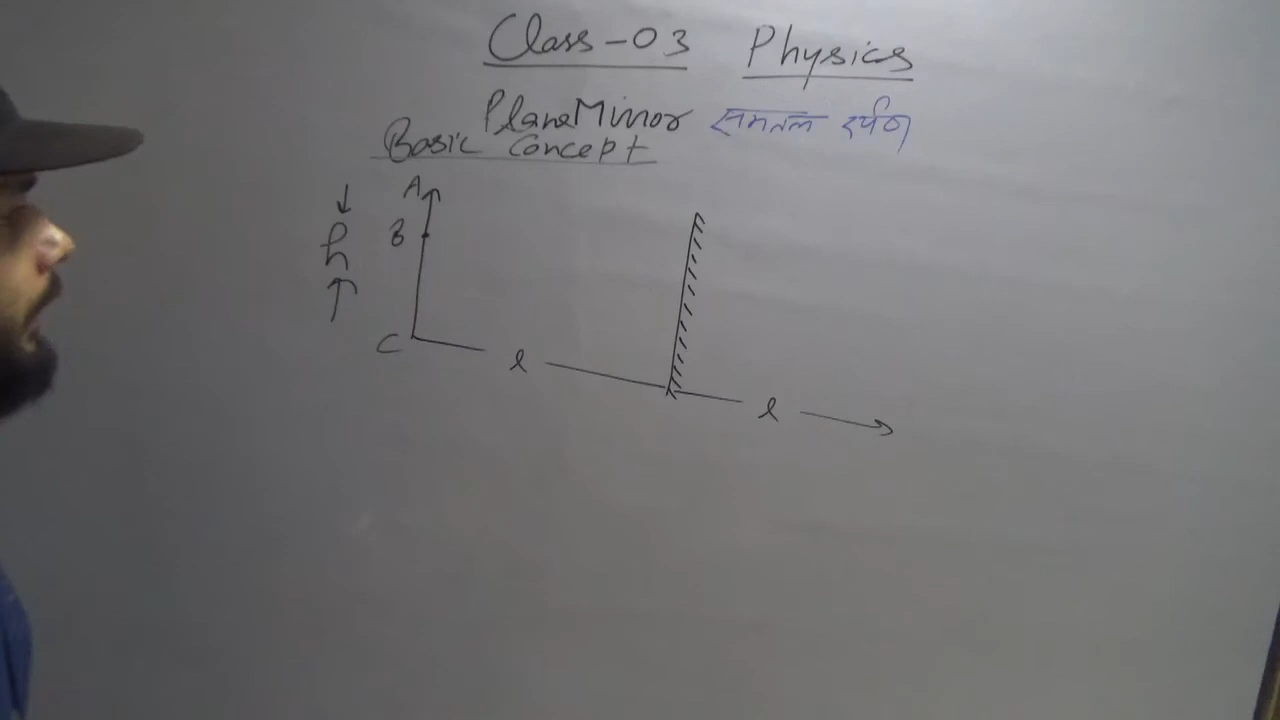 Class-03 Physics
Plane Mirror समतल दर्पण
Basic Concept
A
B
h
C
l
l